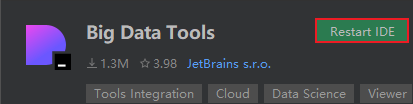 Big Data Tools
Restart IDE
1.3M 3.98 JetBrains s.r.o.
Tools Integration Cloud Data Science Viewer